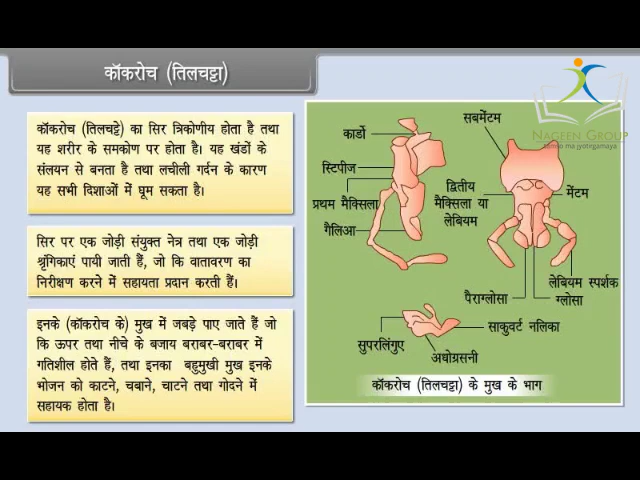 कॉकरोच (तिलचट्टा)
NAGEEN GROUP
कॉकरोच (तिलचट्टे) का सिर त्रिकोणीय होता है तथा
यह शरीर के समकोण पर होता है। यह खंडों के
संलयन से बनता है तथा लचीली गर्दन के कारण
यह सभी दिशाओं में घूम सकता है।
सिर पर एक जोड़ी संयुक्त नेत्र तथा एक जोड़ी
श्रृंगिकाएं पायी जाती हैं, जो कि वातावरण का
निरीक्षण करने में सहायता प्रदान करती हैं।
इनके (कॉकरोच के) मुख में जबड़े पाए जाते हैं जो
कि ऊपर तथा नीचे के बजाय बराबर-बराबर में
गतिशील होते हैं, तथा इनका बहुमुखी मुख इनके
भोजन को काटने, चबाने, चाटने तथा गोदने में
सहायक होता है।
कार्डो
स्टिपीज
प्रथम मैक्सिला
गैलिआ
सबमेंटम
द्वितीय
मैक्सिला या
लेबियम
मेंटम
लेबियम स्पर्शक
ग्लोसा
पैराग्लोसा
सुपरलिंगुए
अधोग्रसनी
साकुवर्ट नलिका
कॉकरोच (तिलचट्टा) के मुख के भाग